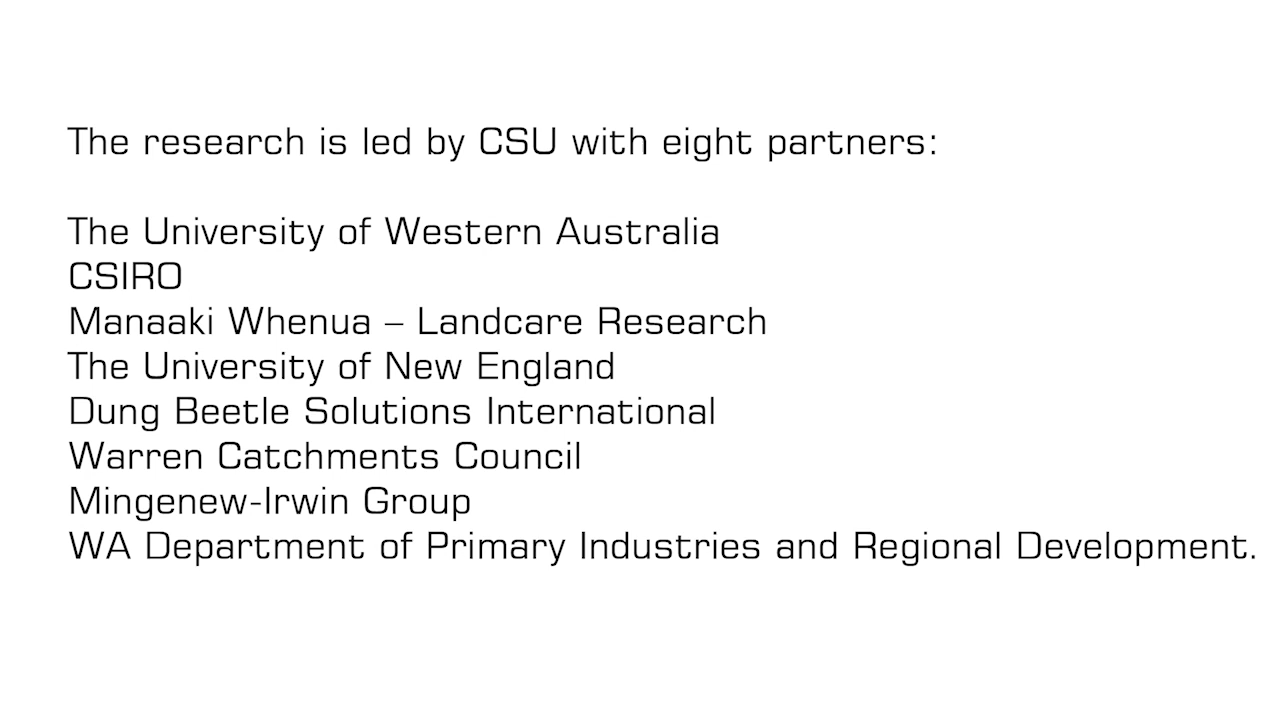 The research is led by CSU with eight partners:
The University of Western Australia
CSIRO
Manaaki Whenua – Landcare Research
The University of New England
Dung Beetle Solutions International
Warren Catchments Council
Mingenew-Irwin Group
WA Department of Primary Industries and Regional Development.